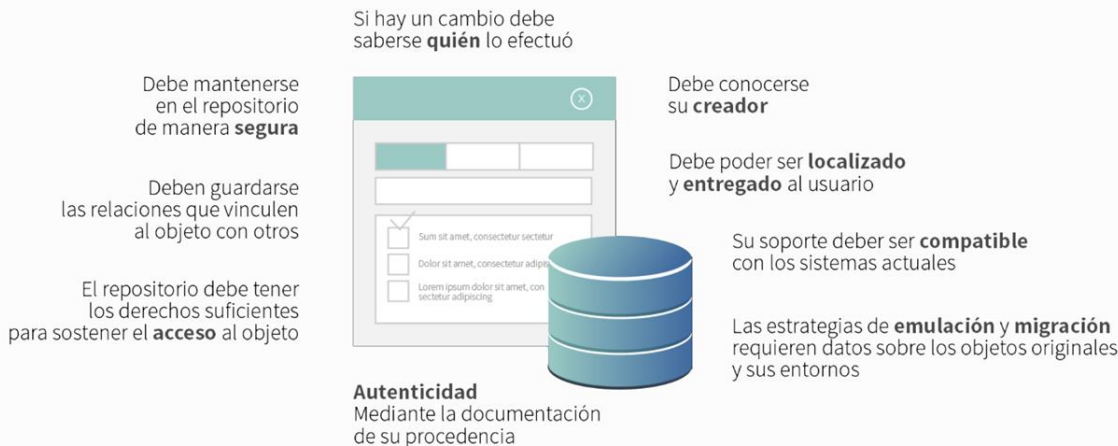 Si hay un cambio debe
saberse quién lo efectuó
Debe mantenerse
en el repositorio
de manera segura
Deben guardarse
las relaciones que vinculen
al objeto con otros
El repositorio debe tener
los derechos suficientes
para sostener el acceso al objeto
X
Sum sit amet, consectetur sectetur
Dolor sit amet, consectetur
Lorem ipsum dolor sit amet, con
sectetur adipiscing
Debe conocerse
su creador
Debe poder ser localizado
y entregado al usuario
Su soporte deber ser compatible
con los sistemas actuales
Las estrategias de emulación y migración
requieren datos sobre los objetos originales
y sus entornos
Autenticidad
Mediante la documentación
de su procedencia